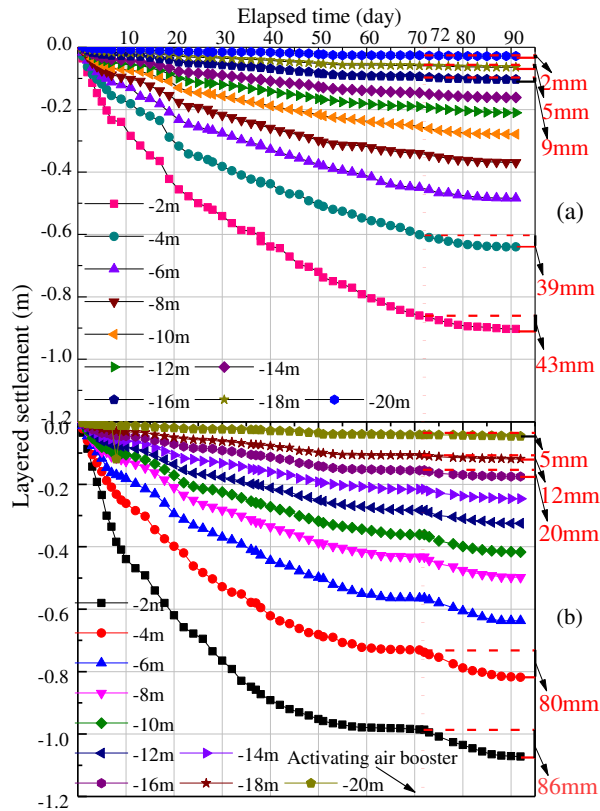 Elapsed time (day)
10 20 30 40 50 60 70 72 80 90
0.0
-0.2
-0.4
-0.6
-0.8
-1.0
-1.2
Layered settlement (m)
2mm
5mm
9mm
(a)
39mm
43mm
-2m
-4m
-6m
-8m
-10m
-12m -14m
-16m -18m -20m
0.0
-0.2
-0.4
-0.6
-0.8
-1.0
-1.2
5mm
12mm
20mm
(b)
80mm
86mm
-2m
-4m
-6m
-8m
-10m
-12m -14m
-16m -18m -20m
Activating air booster